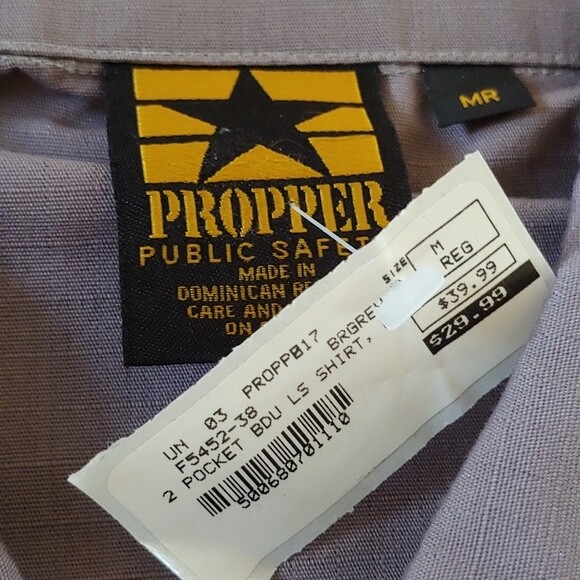 PROPPER
PUBLIC SAFET
MADE IN
DOMINICAN RE
CARE AND
ON
MR
UN 03 PROPP017 BRGREY
F5452-38
2 POCKET BDU LS SHIRT,
500680701110
SIZE
M
REG
$39.99
$29.99